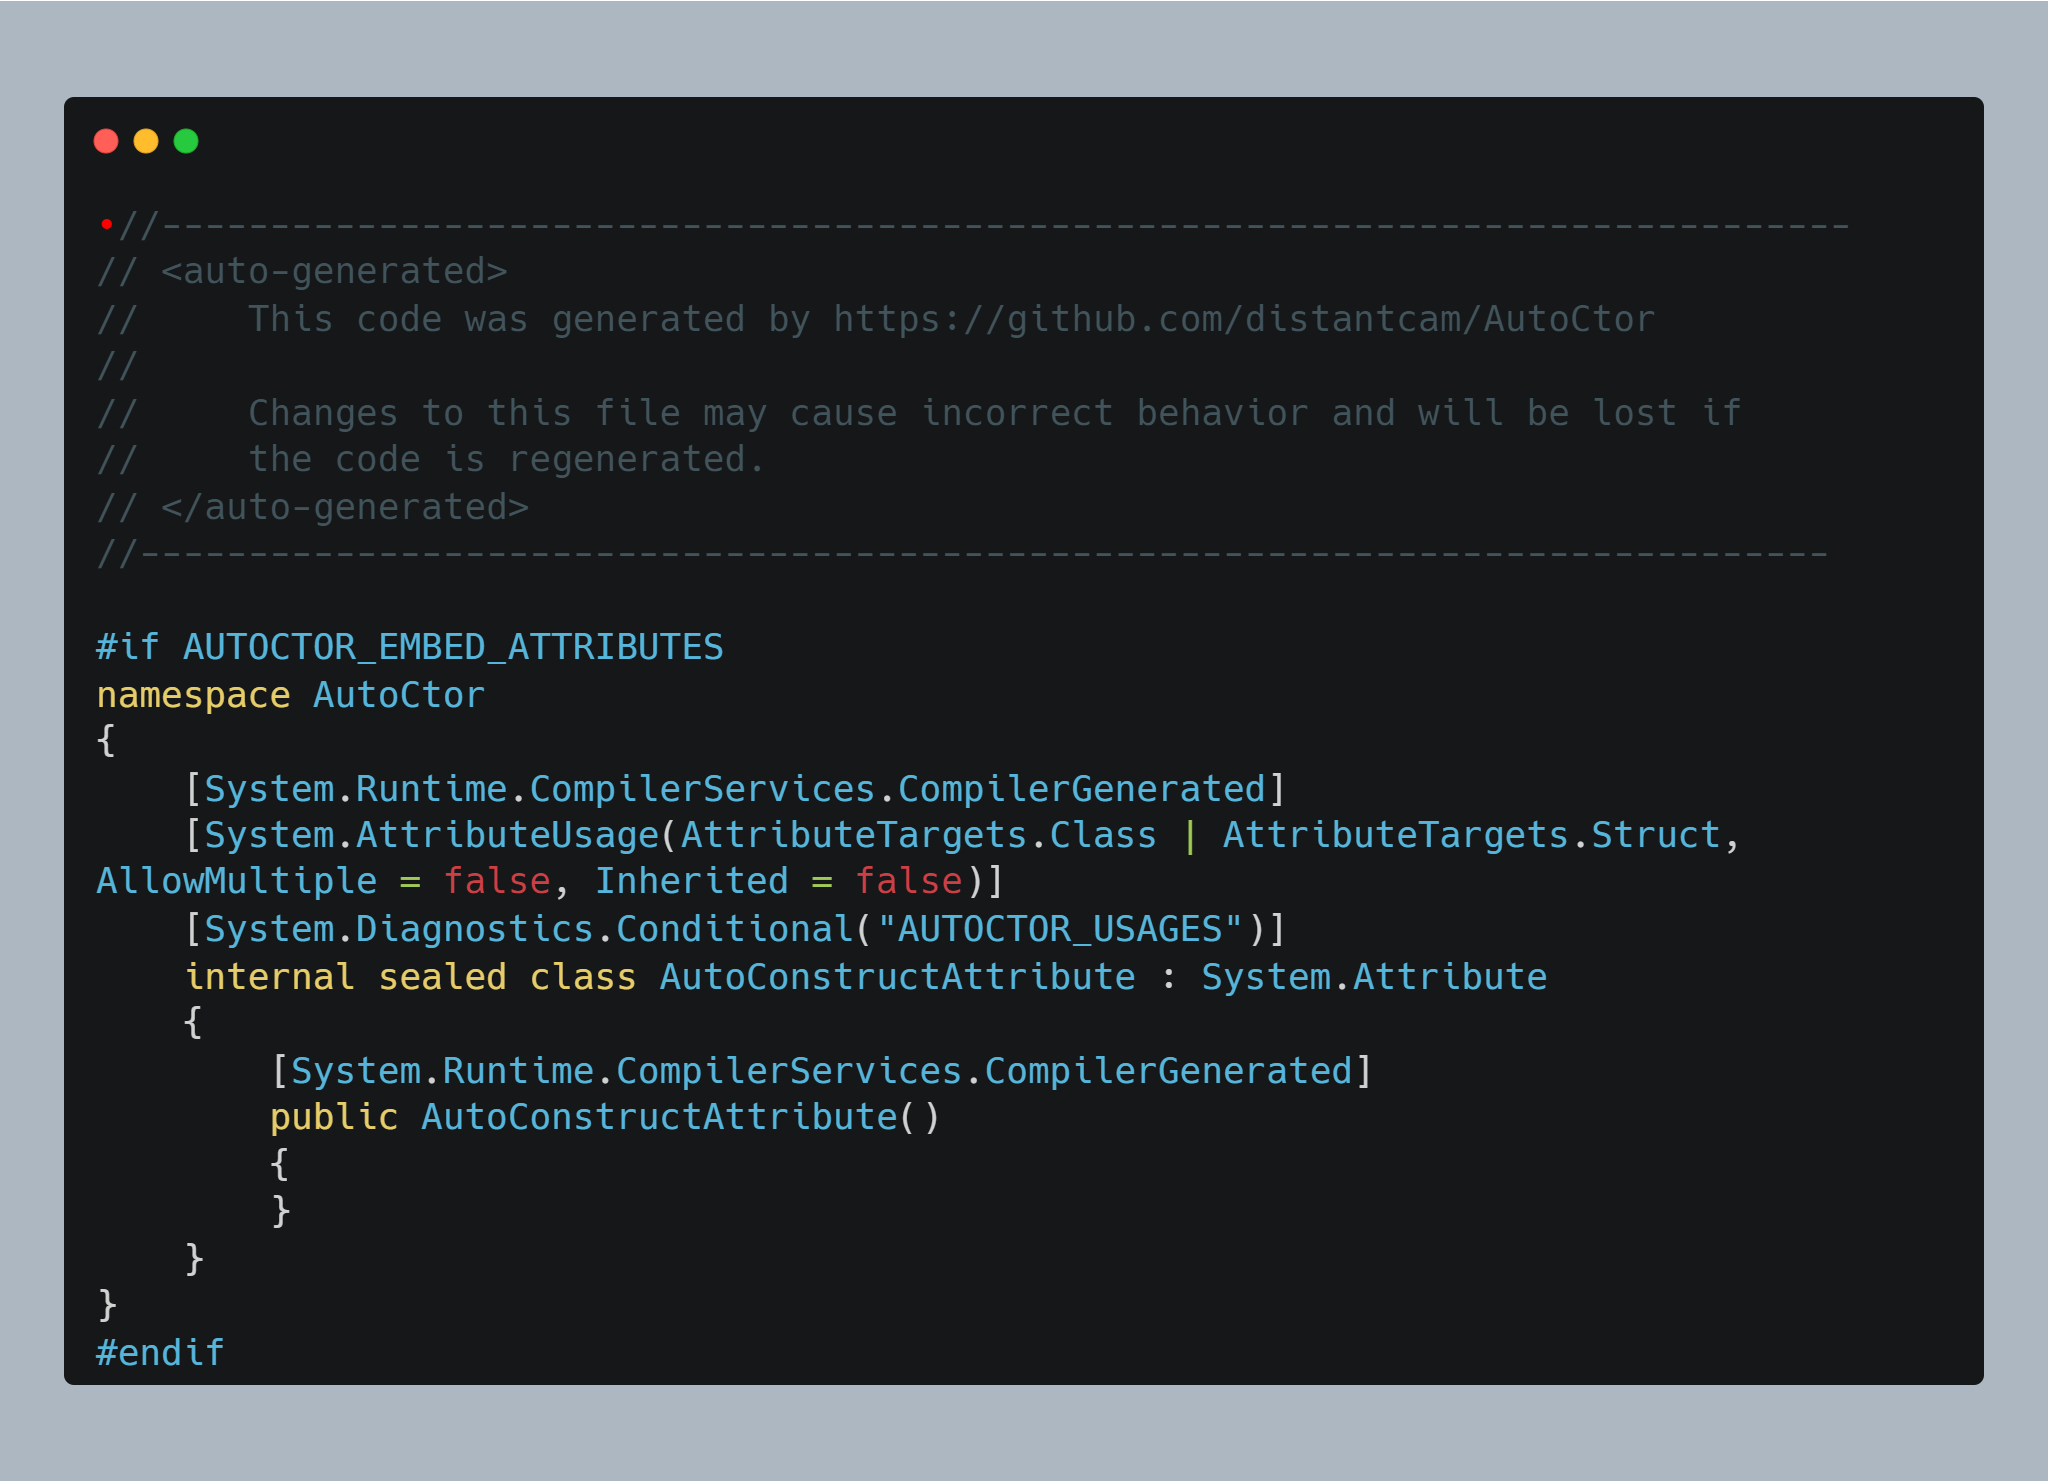 •//------------------------------------------------------------------------------
// <auto-generated>
//     This code was generated by https://github.com/distantcam/AutoCtor
//
//     Changes to this file may cause incorrect behavior and will be lost if
//     the code is regenerated.
// </auto-generated>
//------------------------------------------------------------------------------

#if AUTOCTOR_EMBED_ATTRIBUTES
namespace AutoCtor
{
    [System.Runtime.CompilerServices.CompilerGenerated]
    [System.AttributeUsage(AttributeTargets.Class | AttributeTargets.Struct,
AllowMultiple = false, Inherited = false)]
    [System.Diagnostics.Conditional("AUTOCTOR_USAGES")]
    internal sealed class AutoConstructAttribute : System.Attribute
    {
        [System.Runtime.CompilerServices.CompilerGenerated]
        public AutoConstructAttribute()
        {
        }
    }
}
#endif